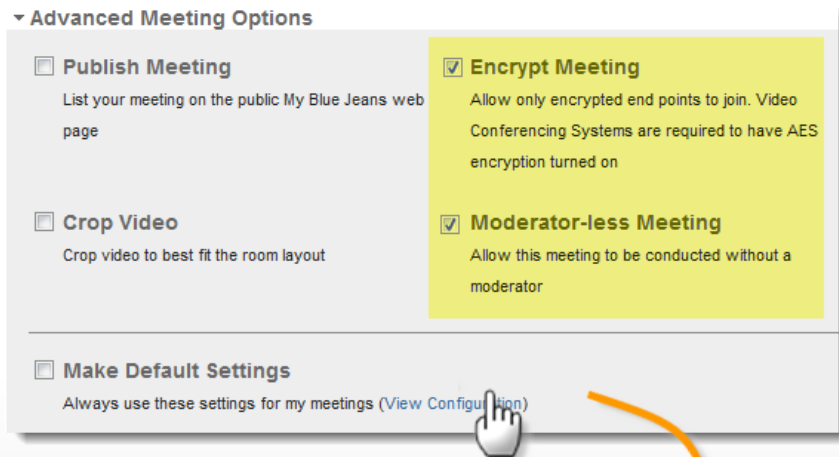 Advanced Meeting Options
Publish Meeting
List your meeting on the public My Blue Jeans web
page
Encrypt Meeting
Allow only encrypted end points to join. Video
Conferencing Systems are required to have AES
encryption turned on
Crop Video
Crop video to best fit the room layout
Moderator-less Meeting
Allow this meeting to be conducted without a
moderator
Make Default Settings
Always use these settings for my meetings (View Configuration)